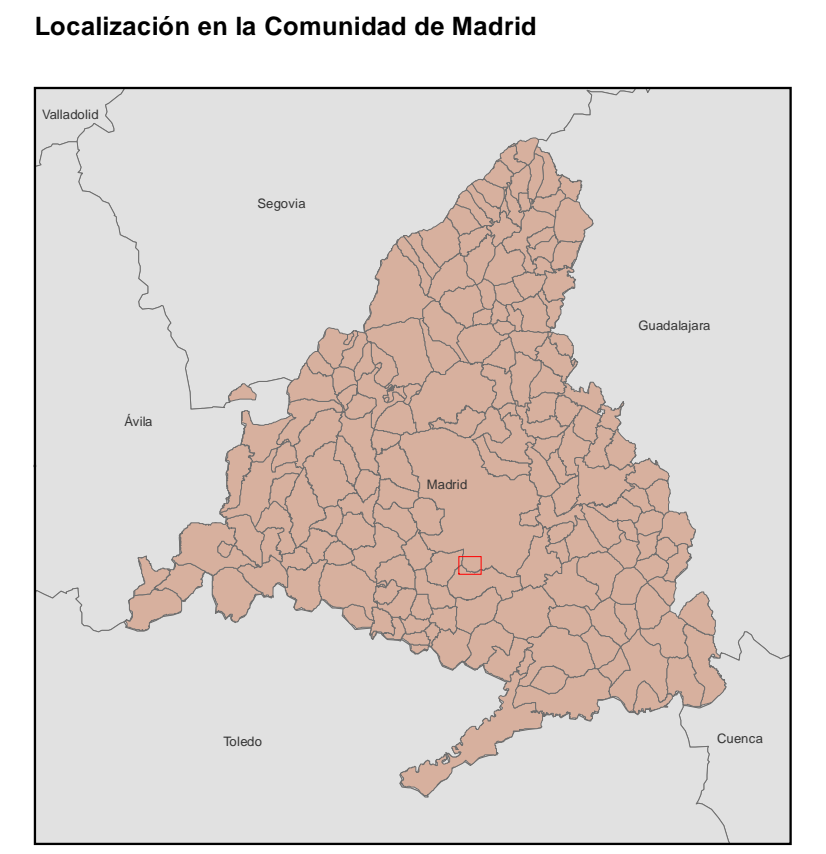 Localización en la Comunidad de Madrid
Valladolid
Segovia
Guadalajara
Ávila
Madrid
Toledo
Cuenca